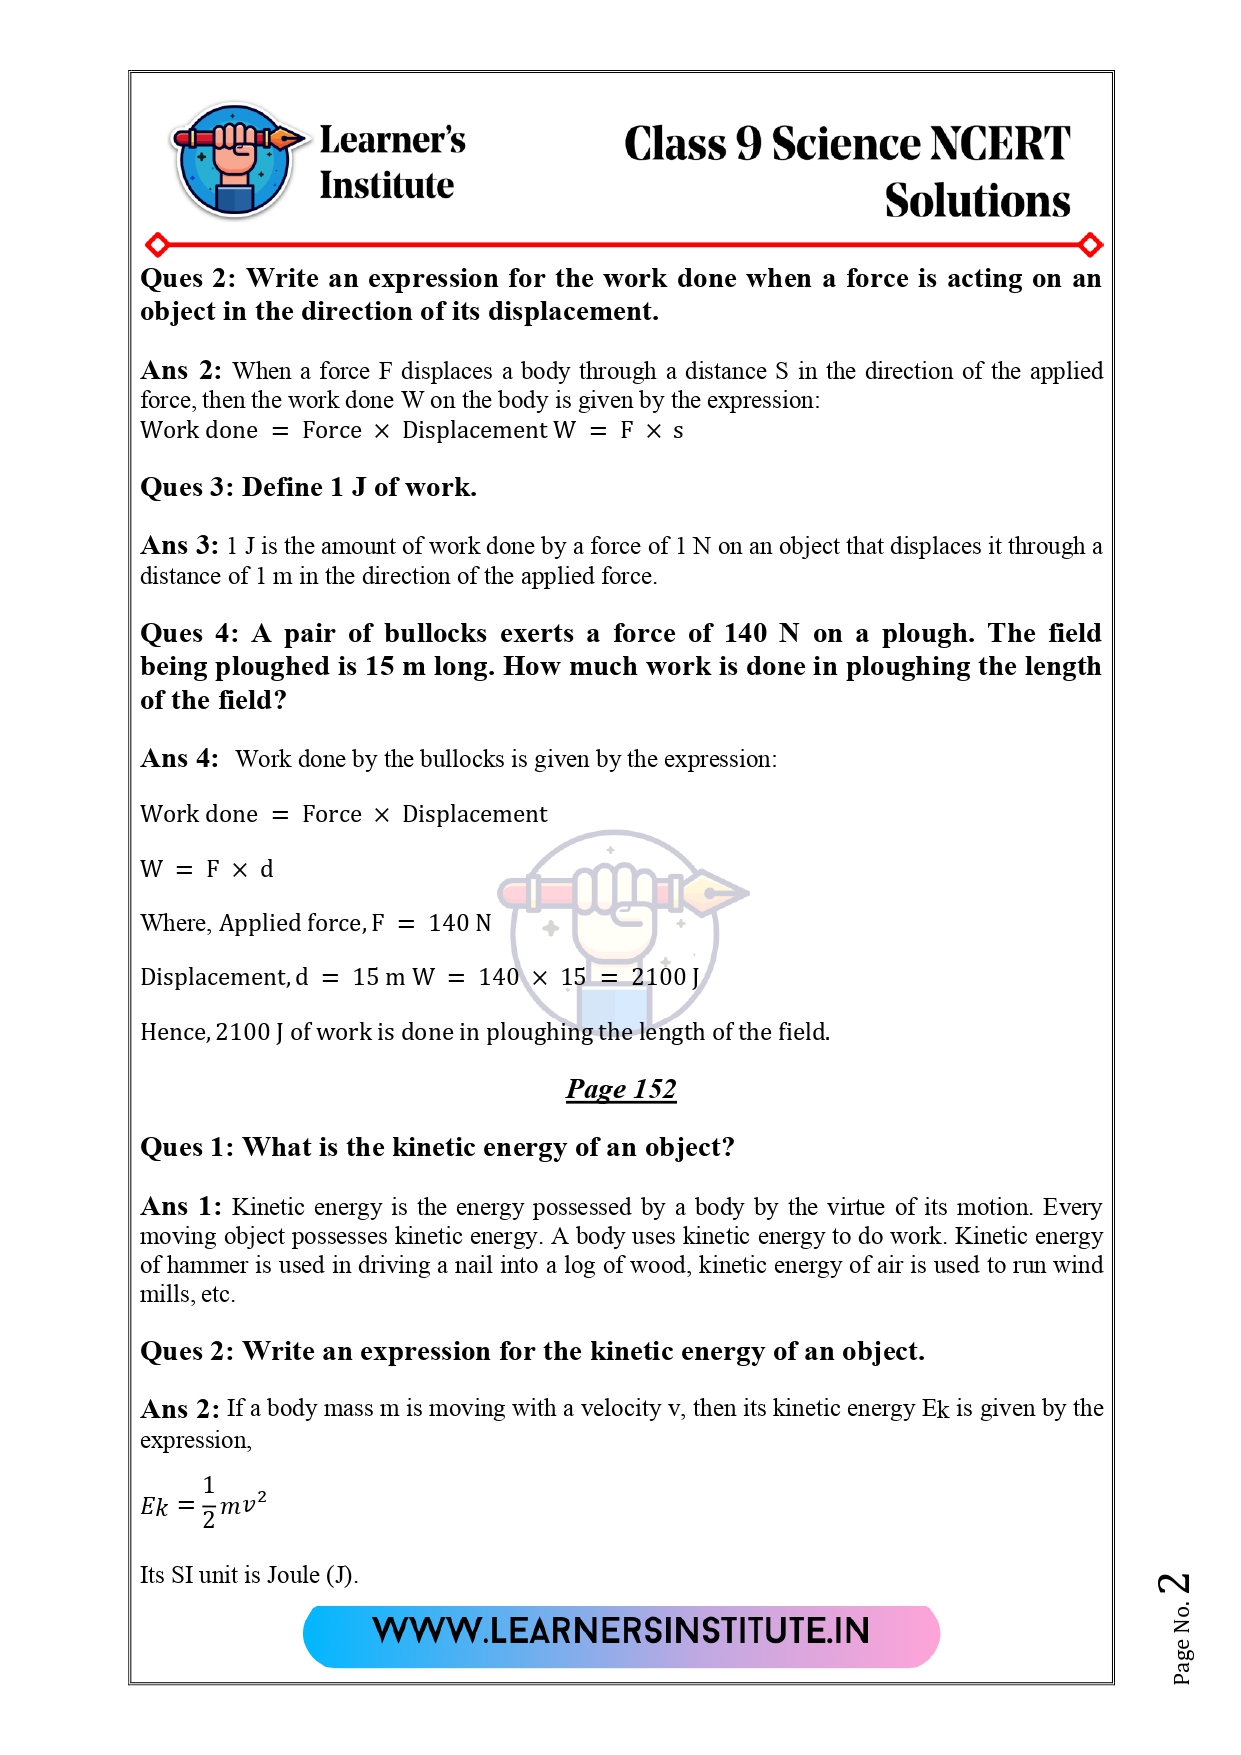 Learner's
Institute
Class 9 Science NCERT
Solutions
Ques 2: Write an expression for the work done when a force is acting on an
object in the direction of its displacement.
Ans 2: When a force F displaces a body through a distance S in the direction of the applied
force, then the work done W on the body is given by the expression:
Work done = Force × Displacement W = F × s
Ques 3: Define 1 J of work.
Ans 3: 1 J is the amount of work done by a force of 1 N on an object that displaces it through a
distance of 1 m in the direction of the applied force.
Ques 4: A pair of bullocks exerts a force of 140 N on a plough. The field
being ploughed is 15 m long. How much work is done in ploughing the length
of the field?
Ans 4: Work done by the bullocks is given by the expression:
Work done = Force × Displacement
W = F × d
Where, Applied force, F = 140 N
Displacement, d = 15 m W = 140 × 15 = 2100 J
Hence, 2100 J of work is done in ploughing the length of the field.
Page 152
Ques 1: What is the kinetic energy of an object?
Ans 1: Kinetic energy is the energy possessed by a body by the virtue of its motion. Every
moving object possesses kinetic energy. A body uses kinetic energy to do work. Kinetic energy
of hammer is used in driving a nail into a log of wood, kinetic energy of air is used to run wind
mills, etc.
Ques 2: Write an expression for the kinetic energy of an object.
Ans 2: If a body mass m is moving with a velocity v, then its kinetic energy Ek is given by the
expression,
Ek = 1/2 mv²
Its SI unit is Joule (J).
WWW.LEARNERSINSTITUTE.IN
Page No. 2